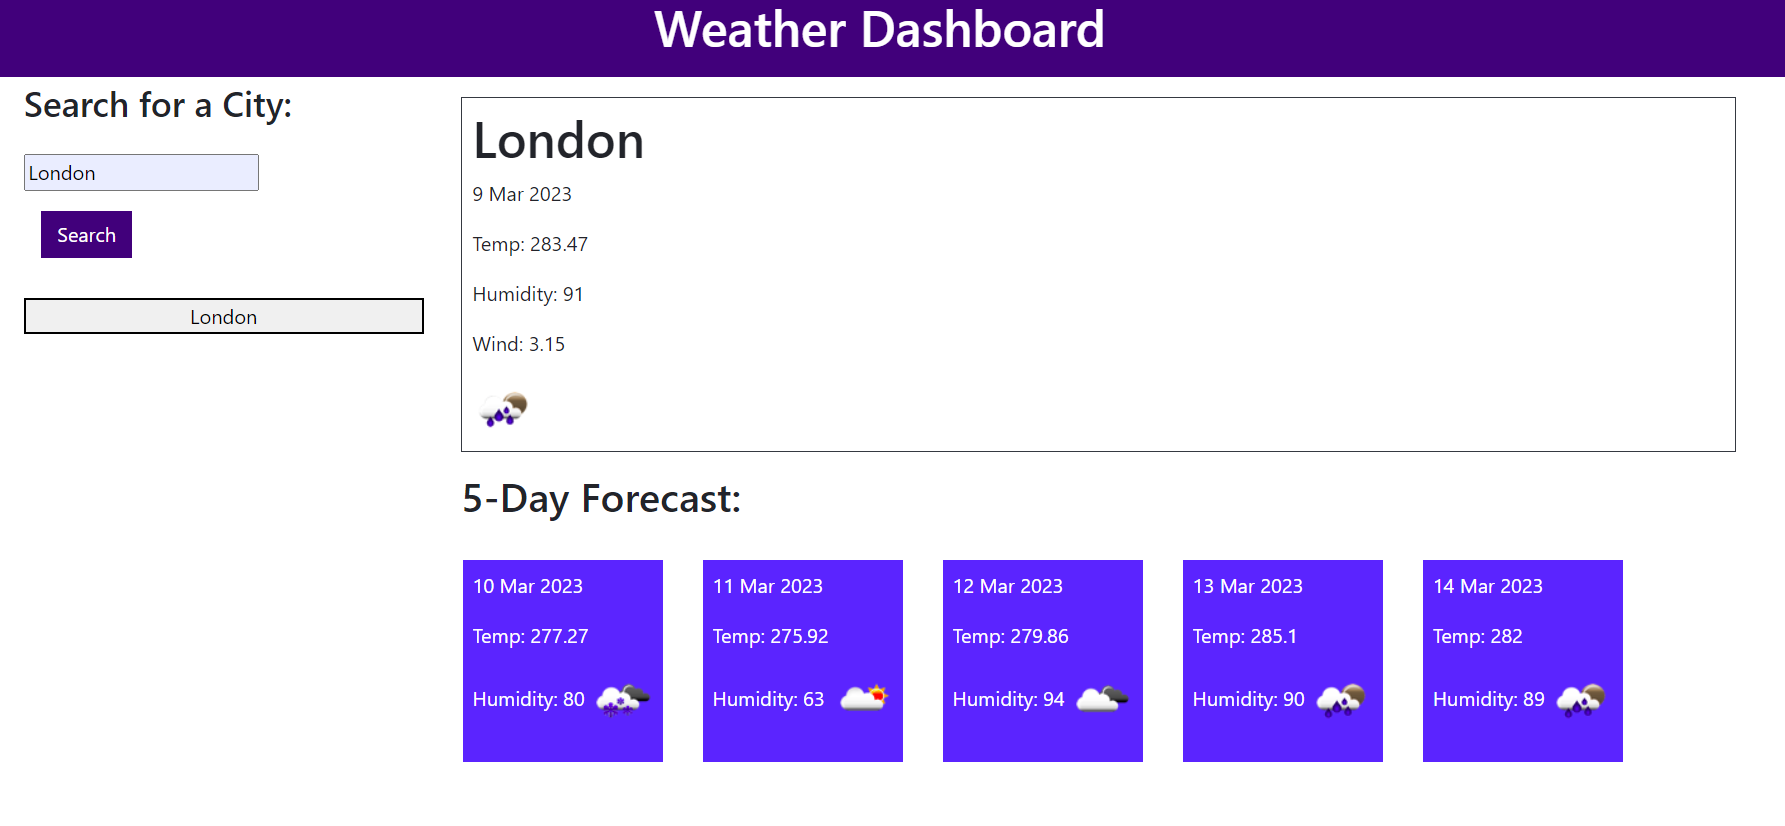 Weather Dashboard
Search for a City:
London
Search
London
London
9 Mar 2023
Temp: 283.47
Humidity: 91
Wind: 3.15
5-Day Forecast:
10 Mar 2023
Temp: 277.27
Humidity: 80
11 Mar 2023
Temp: 275.92
Humidity: 63
12 Mar 2023
Temp: 279.86
Humidity: 94
13 Mar 2023
Temp: 285.1
Humidity: 90
14 Mar 2023
Temp: 282
Humidity: 89